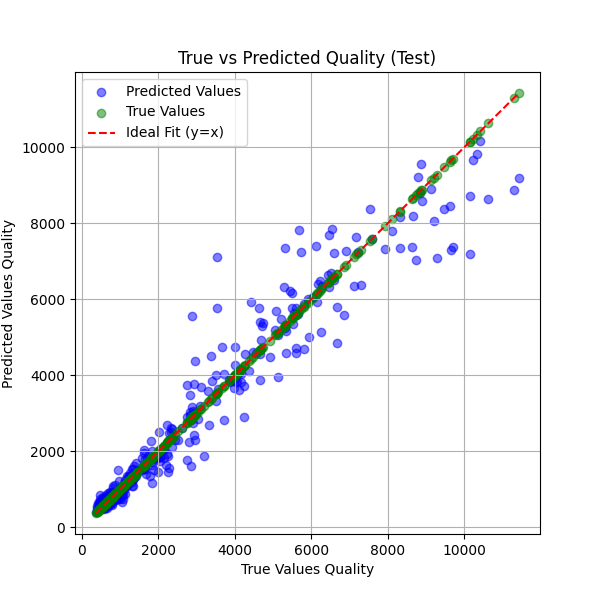 True vs Predicted Quality (Test)
Predicted Values
True Values
Ideal Fit (y=x)
Predicted Values Quality
10000
8000
6000
4000
2000
0
0 2000 4000 6000 8000 10000
True Values Quality